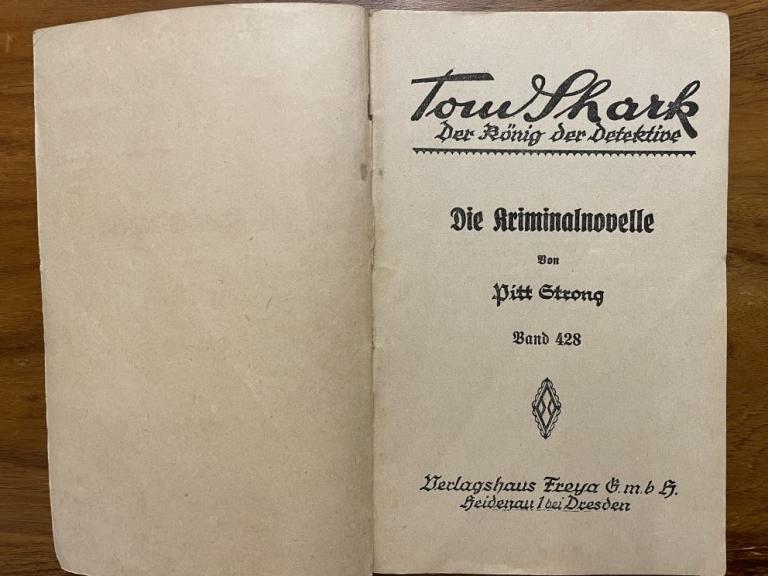 Tom Shark
Der König der Detektive
Die Kriminalnovelle
Von
Pitt Strong
Band 428
Verlagshaus Freya G.m.b H.
Heidenau 1 bei Dresden